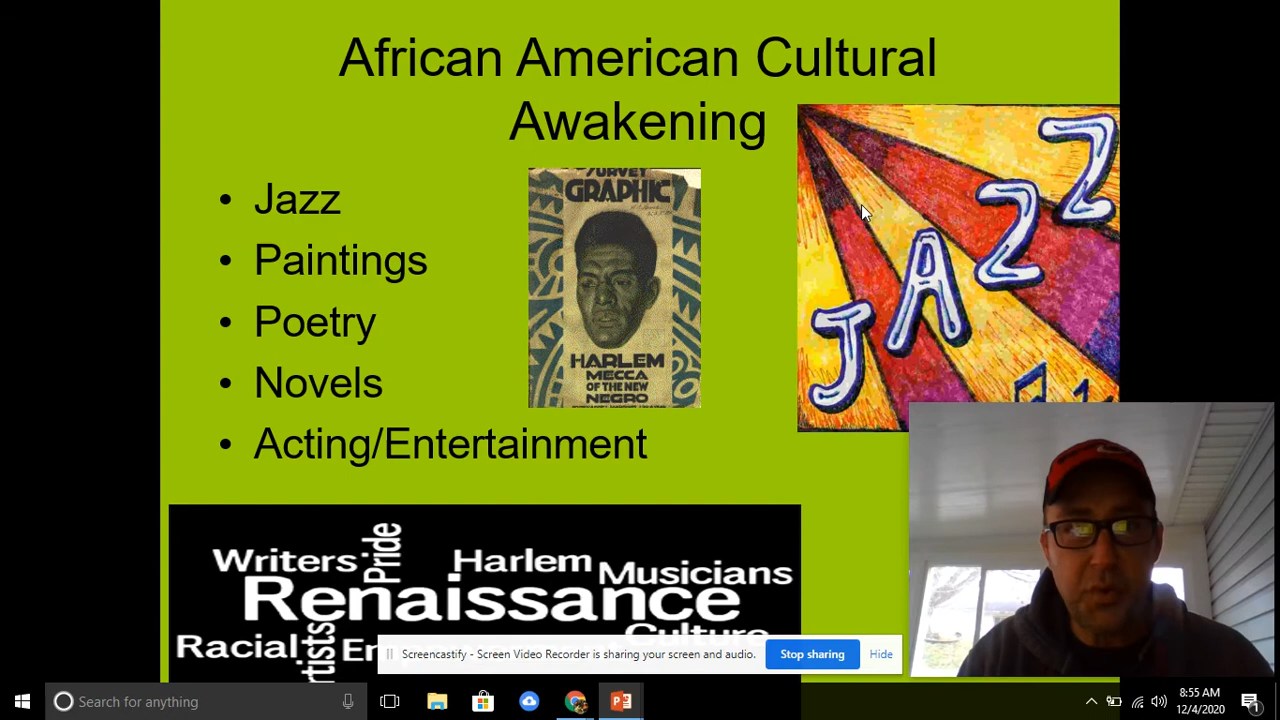 African American Cultural
Awakening
• Jazz
• Paintings
• Poetry
• Novels
• Acting/Entertainment
SURVEY
GRAPHIC
HARLEM
MECCA
OF THE NEW
NEGRO
JAZZ
Writers
Pride
Harlem
Musicians
Renaissance
Racial
Culture
Screencastify - Screen Video Recorder is sharing your screen and audio.
Stop sharing
Hide
Search for anything
8:55 AM
12/4/2020
1